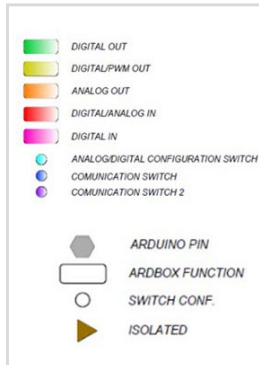 DIGITAL OUT
DIGITAL/PWM OUT
ANALOG OUT
DIGITAL/ANALOG IN
DIGITAL IN
ANALOG/DIGITAL CONFIGURATION SWITCH
COMUNICATION SWITCH
COMUNICATION SWITCH 2
ARDUINO PIN
ARDBOX FUNCTION
SWITCH CONF.
ISOLATED